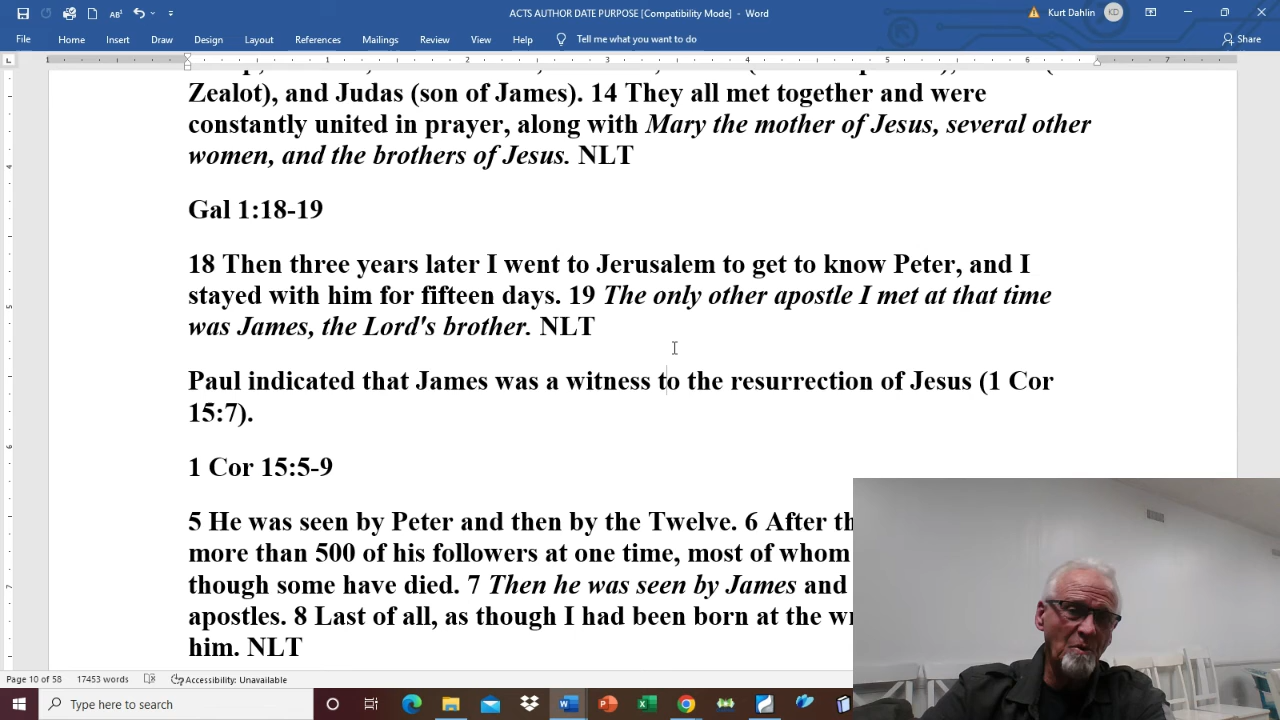 ACTS AUTHOR DATE PURPOSE [Compatibility Mode] - Word
Kurt Dahlin
KD
File Home Insert Draw Design Layout References Mailings Review View Help Tell me what you want to do
Share
1 1 2 3 4 5 6 7
Zealot), and Judas (son of James). 14 They all met together and were
constantly united in prayer, along with Mary the mother of Jesus, several other
women, and the brothers of Jesus. NLT
Gal 1:18-19
18 Then three years later I went to Jerusalem to get to know Peter, and I
stayed with him for fifteen days. 19 The only other apostle I met at that time
was James, the Lord's brother. NLT
Paul indicated that James was a witness to the resurrection of Jesus (1 Cor
15:7).
1 Cor 15:5-9
5 He was seen by Peter and then by the Twelve. 6 After
more than 500 of his followers at one time, most of whom
though some have died. 7 Then he was seen by James and
apostles. 8 Last of all, as though I had been born at the
him. NLT
Page 10 of 58 17453 words Accessibility: Unavailable
Type here to search